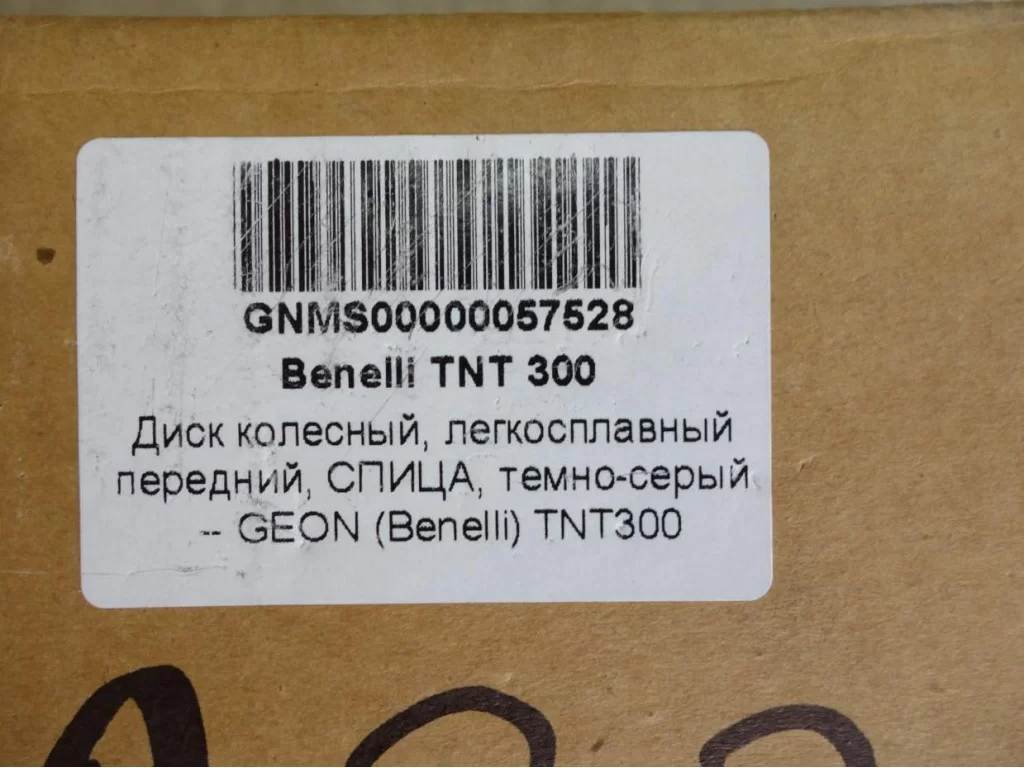 GNMS00000057528
Benelli TNT 300
Диск колесный, легкосплавный
передний, СПИЦА, темно-серый
-- GEON (Benelli) TNT300